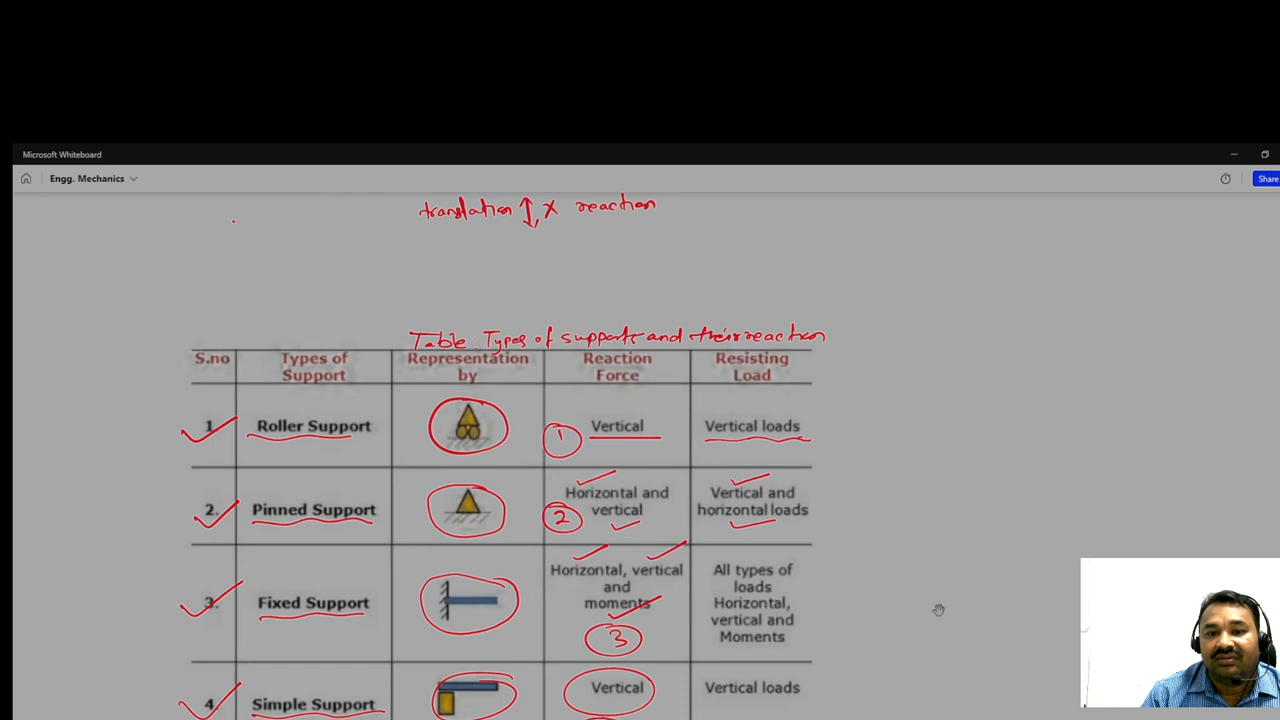 Microsoft Whiteboard
Engg. Mechanics
Share
translation ↕, X reaction
Table. Types of supports and their reaction
S.no Types of Support Representation by Reaction Force Resisting Load
1 Roller Support 1 Vertical Vertical loads
2. Pinned Support 2 Horizontal and vertical Vertical and horizontal loads
3. Fixed Support Horizontal, vertical and moments 3 All types of loads Horizontal, vertical and Moments
4 Simple Support Vertical Vertical loads